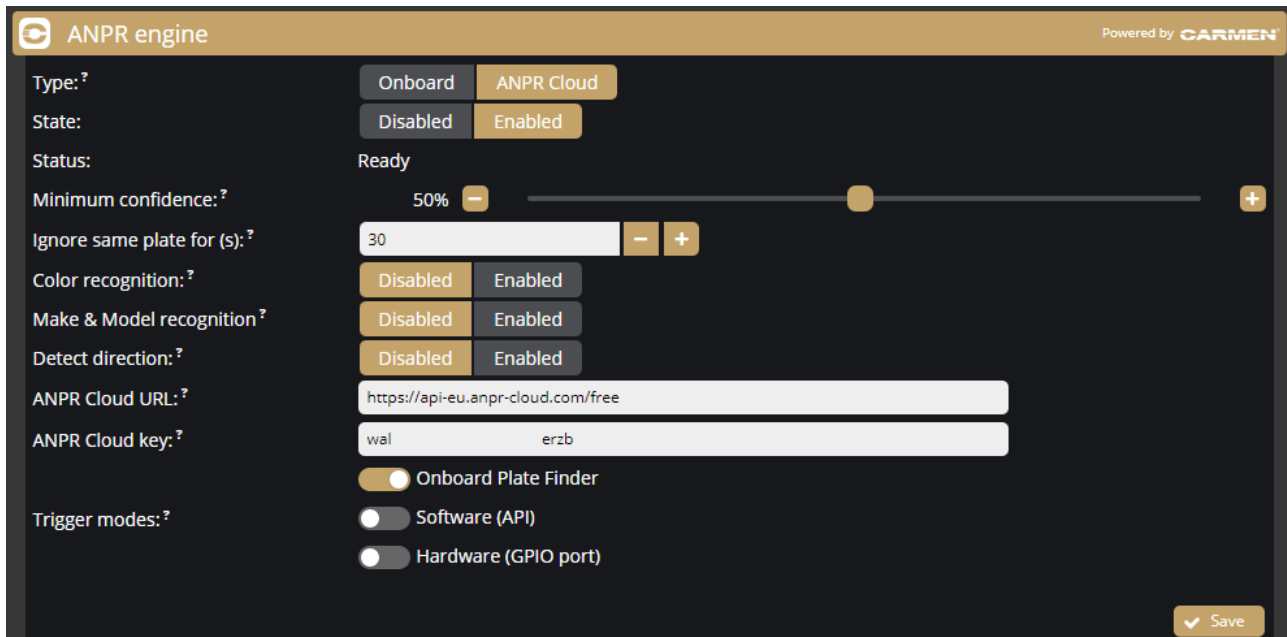 ANPR engine Powered by CARMEN®
Type:? Onboard ANPR Cloud
State: Disabled Enabled
Status: Ready
Minimum confidence:? 50% − +
Ignore same plate for (s):? 30 − +
Color recognition:? Disabled Enabled
Make & Model recognition? Disabled Enabled
Detect direction:? Disabled Enabled
ANPR Cloud URL:? https://api-eu.anpr-cloud.com/free
ANPR Cloud key:? wal erzb
Onboard Plate Finder
Trigger modes:? Software (API)
Hardware (GPIO port)
Save